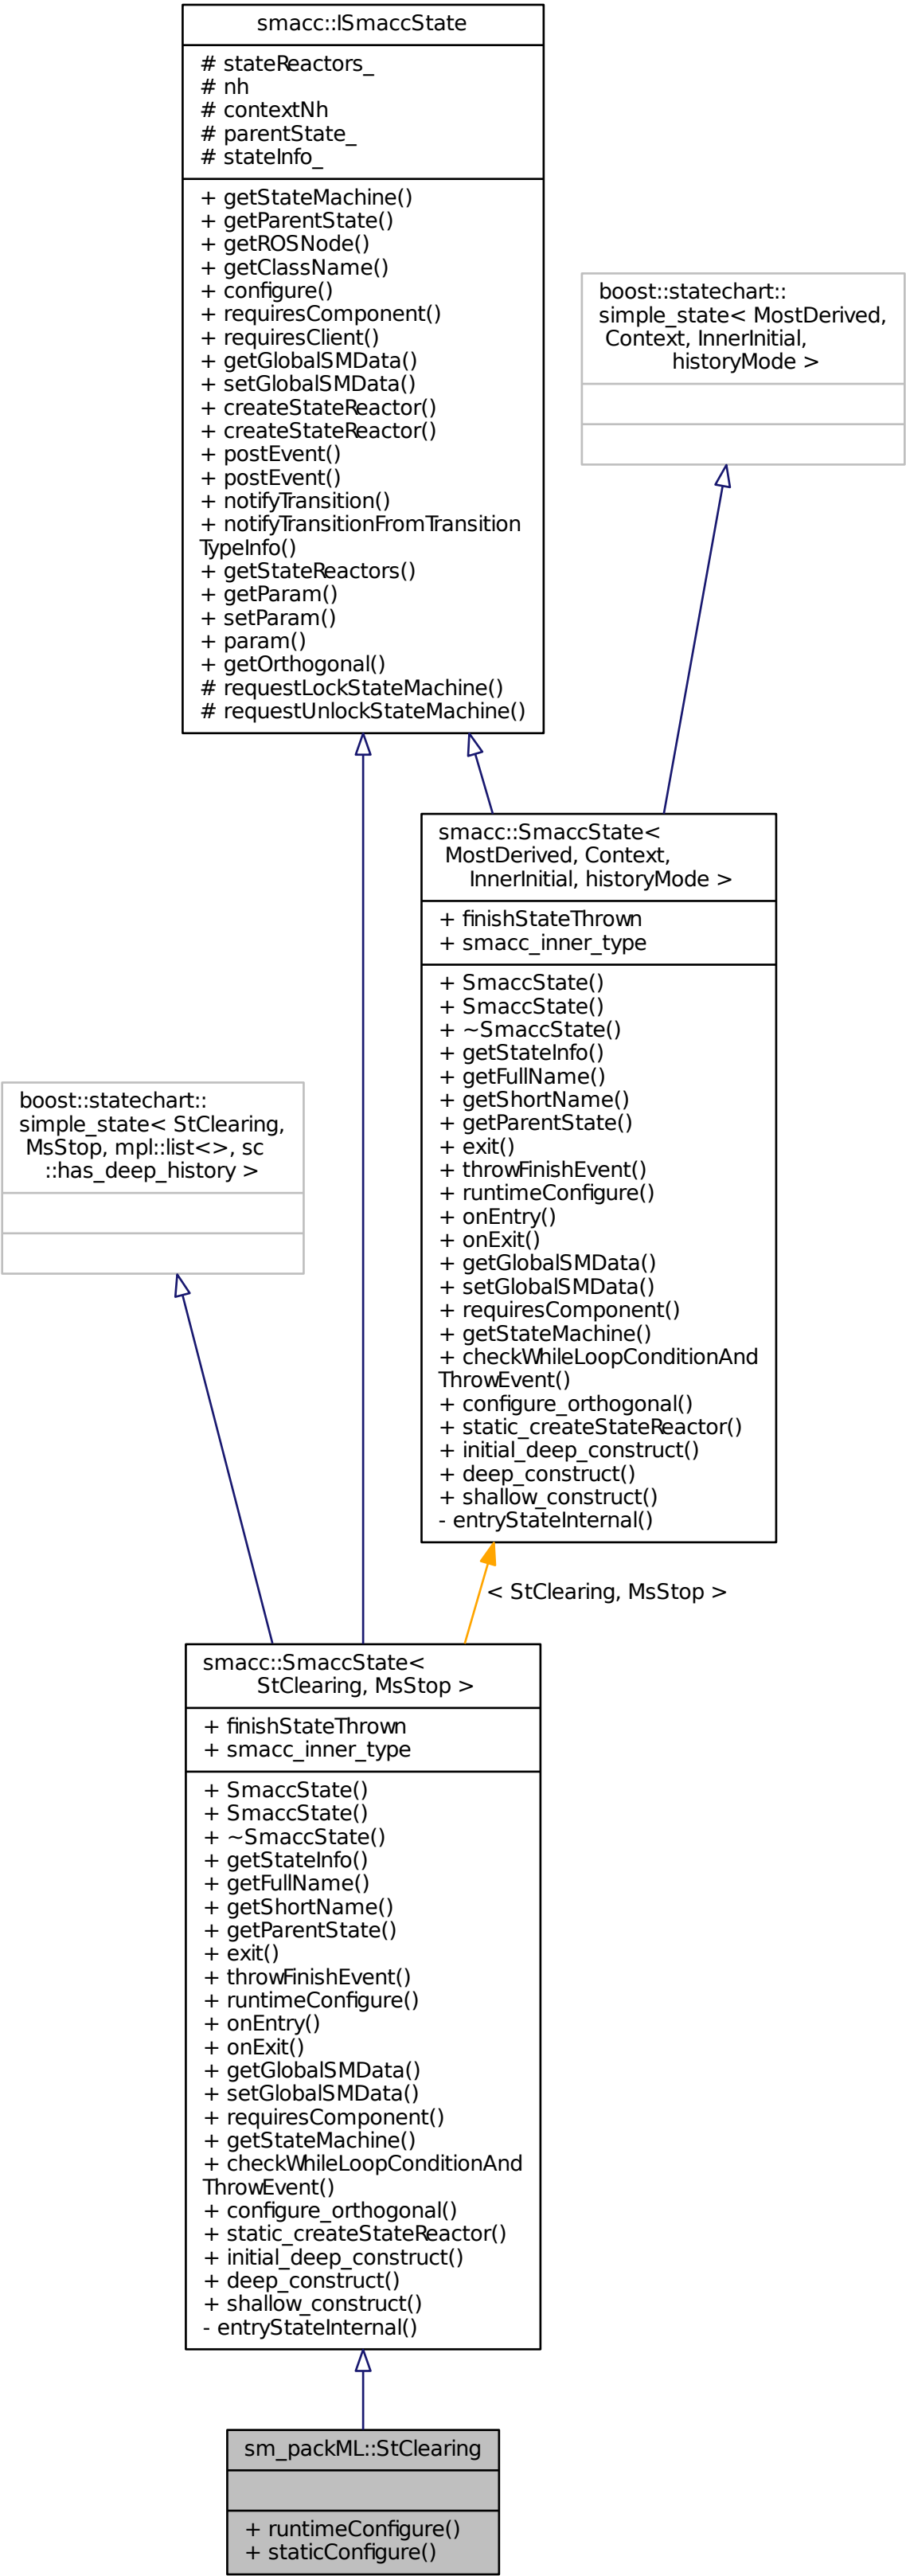 smacc::ISmaccState
# stateReactors_
# nh
# contextNh
# parentState_
# stateInfo_
+ getStateMachine()
+ getParentState()
+ getROSNode()
+ getClassName()
+ configure()
+ requiresComponent()
+ requiresClient()
+ getGlobalSMData()
+ setGlobalSMData()
+ createStateReactor()
+ createStateReactor()
+ postEvent()
+ postEvent()
+ notifyTransition()
+ notifyTransitionFromTransition
TypeInfo()
+ getStateReactors()
+ getParam()
+ setParam()
+ param()
+ getOrthogonal()
# requestLockStateMachine()
# requestUnlockStateMachine()
boost::statechart::
simple_state< MostDerived,
Context, InnerInitial,
historyMode >
smacc::SmaccState<
MostDerived, Context,
InnerInitial, historyMode >
+ finishStateThrown
+ smacc_inner_type
+ SmaccState()
+ SmaccState()
+ ~SmaccState()
+ getStateInfo()
+ getFullName()
+ getShortName()
+ getParentState()
+ exit()
+ throwFinishEvent()
+ runtimeConfigure()
+ onEntry()
+ onExit()
+ getGlobalSMData()
+ setGlobalSMData()
+ requiresComponent()
+ getStateMachine()
+ checkWhileLoopConditionAnd
ThrowEvent()
+ configure_orthogonal()
+ static_createStateReactor()
+ initial_deep_construct()
+ deep_construct()
+ shallow_construct()
- entryStateInternal()
boost::statechart::
simple_state< StClearing,
MsStop, mpl::list<>, sc
::has_deep_history >
< StClearing, MsStop >
smacc::SmaccState<
StClearing, MsStop >
+ finishStateThrown
+ smacc_inner_type
+ SmaccState()
+ SmaccState()
+ ~SmaccState()
+ getStateInfo()
+ getFullName()
+ getShortName()
+ getParentState()
+ exit()
+ throwFinishEvent()
+ runtimeConfigure()
+ onEntry()
+ onExit()
+ getGlobalSMData()
+ setGlobalSMData()
+ requiresComponent()
+ getStateMachine()
+ checkWhileLoopConditionAnd
ThrowEvent()
+ configure_orthogonal()
+ static_createStateReactor()
+ initial_deep_construct()
+ deep_construct()
+ shallow_construct()
- entryStateInternal()
sm_packML::StClearing
+ runtimeConfigure()
+ staticConfigure()